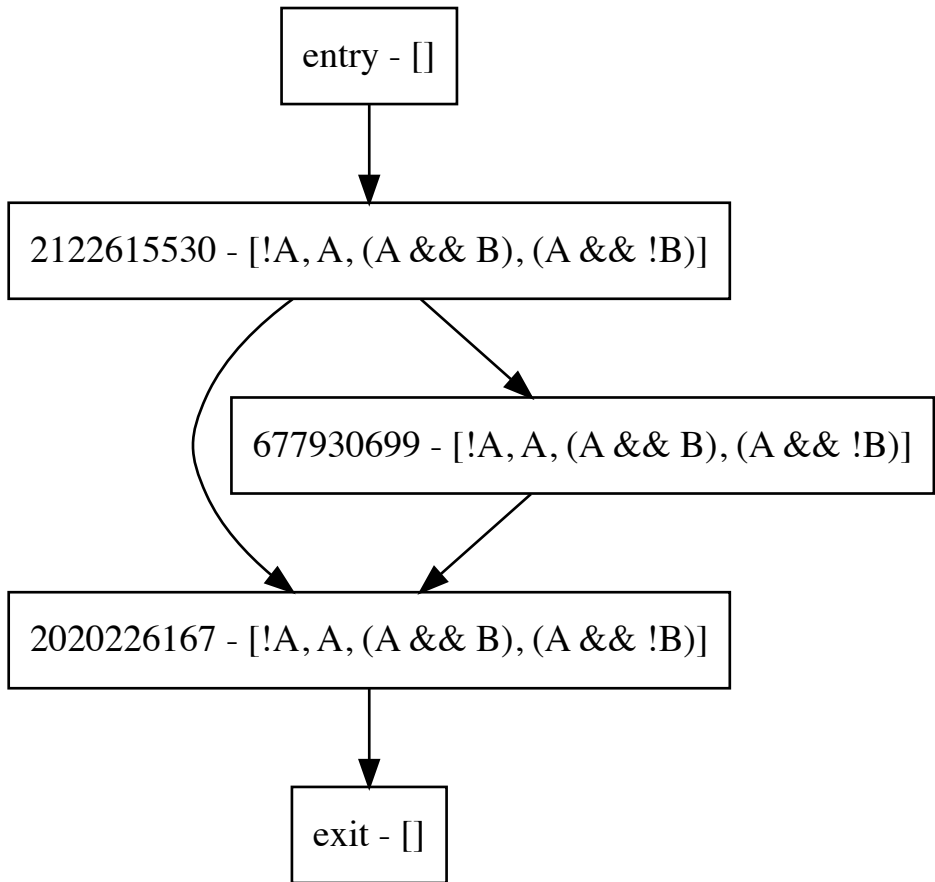 entry - []
2122615530 - [!A, A, (A && B), (A && !B)]
677930699 - [!A, A, (A && B), (A && !B)]
2020226167 - [!A, A, (A && B), (A && !B)]
exit - []